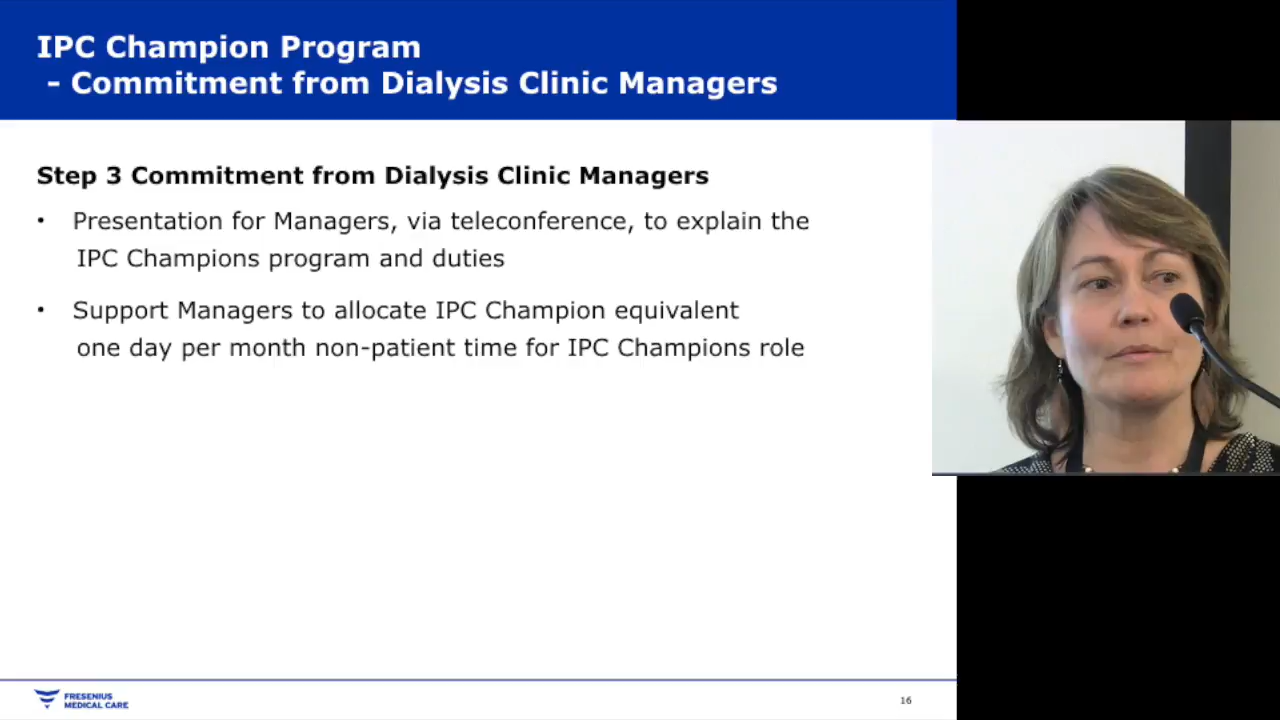 IPC Champion Program
- Commitment from Dialysis Clinic Managers
Step 3 Commitment from Dialysis Clinic Managers
• Presentation for Managers, via teleconference, to explain the
IPC Champions program and duties
• Support Managers to allocate IPC Champion equivalent
one day per month non-patient time for IPC Champions role
FRESENIUS
MEDICAL CARE
16